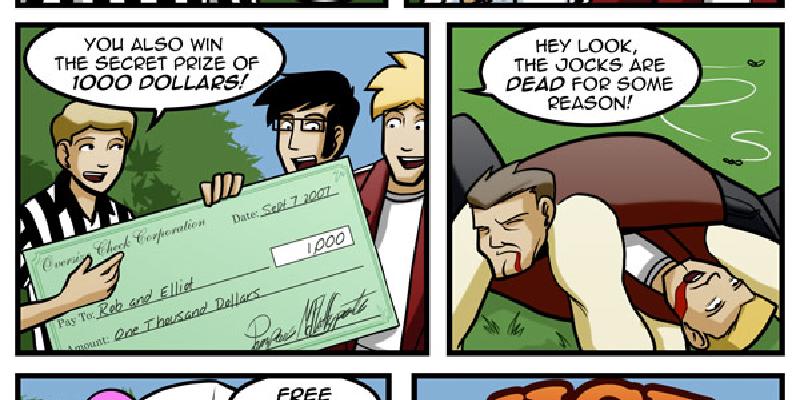 YOU ALSO WIN
THE SECRET PRIZE OF
1000 DOLLARS!
Oversize Check Corporation
Date: Sept 7 2007
1,000
Pay To: Rob and Elliot
Amount: One Thousand Dollars
HEY LOOK,
THE JOCKS ARE
DEAD FOR SOME
REASON!
FREE